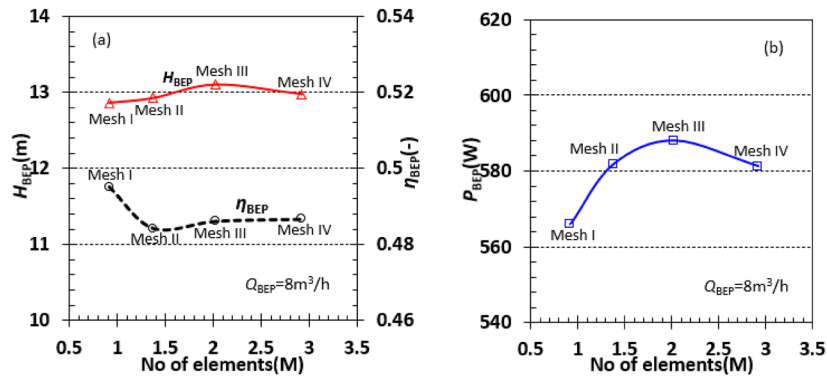 14
0.54
(a)
Mesh III
H_BEP
Mesh IV
13
0.52
Mesh I
Mesh II
H_BEP(m)
12
0.5
η_BEP(-)
Mesh I
η_BEP
11
Mesh II
Mesh III
Mesh IV
0.48
Q_BEP=8m³/h
10
0.46
0.5
1
1.5
2
2.5
3
3.5
No of elements(M)
620
(b)
600
Mesh III
Mesh II
Mesh IV
P_BEP(W)
580
560
Mesh I
Q_BEP=8m³/h
540
0.5
1
1.5
2
2.5
3
3.5
No of elements(M)